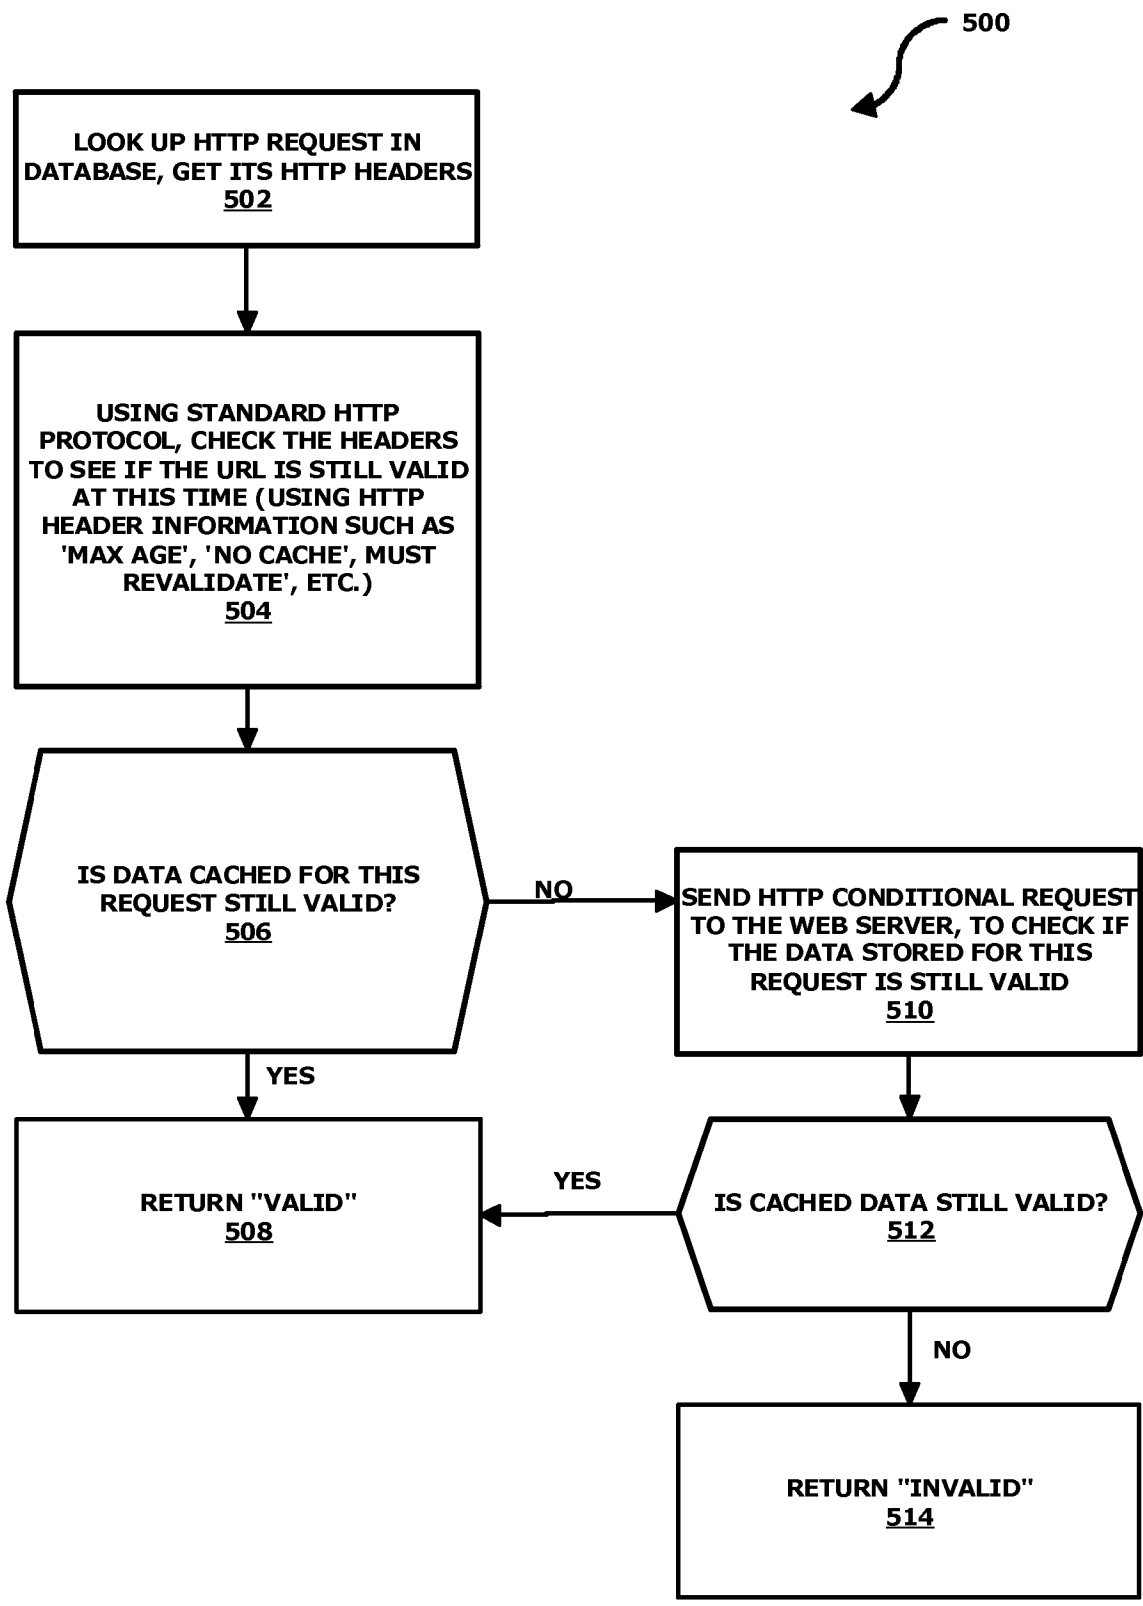 500
LOOK UP HTTP REQUEST IN
DATABASE, GET ITS HTTP HEADERS
502
USING STANDARD HTTP
PROTOCOL, CHECK THE HEADERS
TO SEE IF THE URL IS STILL VALID
AT THIS TIME (USING HTTP
HEADER INFORMATION SUCH AS
'MAX AGE', 'NO CACHE', MUST
REVALIDATE', ETC.)
504
IS DATA CACHED FOR THIS
REQUEST STILL VALID?
506
NO
SEND HTTP CONDITIONAL REQUEST
TO THE WEB SERVER, TO CHECK IF
THE DATA STORED FOR THIS
REQUEST IS STILL VALID
510
YES
RETURN "VALID"
508
YES
IS CACHED DATA STILL VALID?
512
NO
RETURN "INVALID"
514